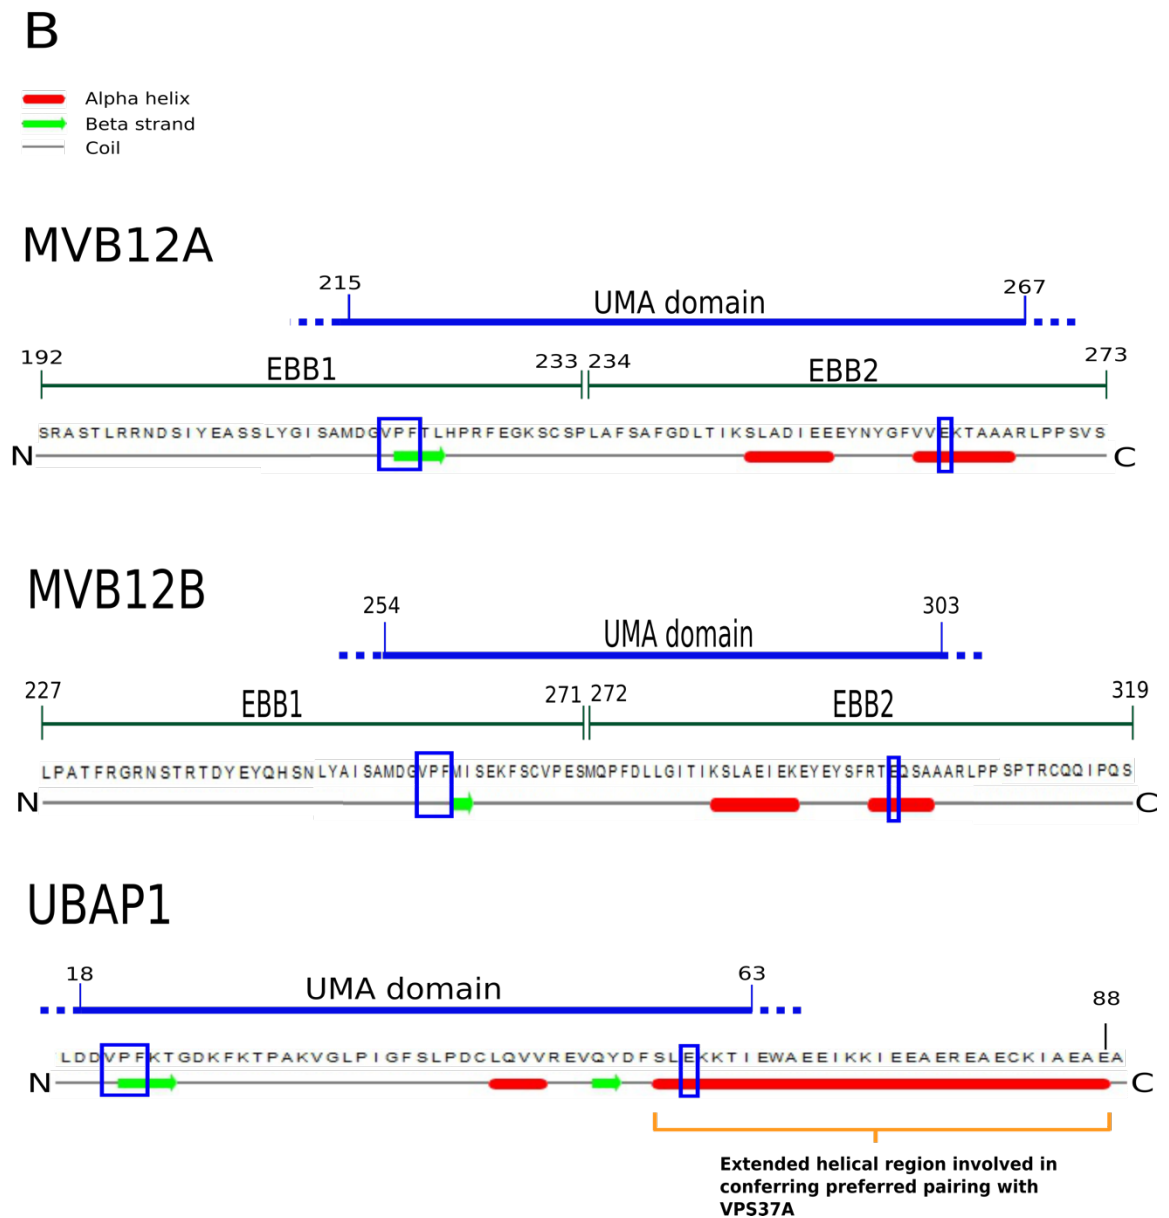 B
Alpha helix
Beta strand
Coil
MVB12A
215
UMA domain
267
192
EBB1
233 234
EBB2
273
SRASTLRRNDSIYEASSLYGISAMDGVPFTLHPRFEGKSCSPLAFSAFGDLTIKSLADIEEEYNYGFVVEKTAAARLPPSVS
N
C
MVB12B
254
UMA domain
303
227
EBB1
271 272
EBB2
319
LPATFRGRNSTRTDYEYQHSNLYAISAMDGVPFMISEKFSCVPESMQPFDLLGITIKSLAEIEKEYEYSFRTEQSAAARLPPSPTRCQQIPQS
N
C
UBAP1
18
UMA domain
63
88
LDDVPFKTGDKFKTPAKVGLPIGFSLPDCLQVVREVQYDFSLEKKTIEWAEEIKKIEEAEREAECKIAEAEA
N
C
Extended helical region involved in
conferring preferred pairing with
VPS37A